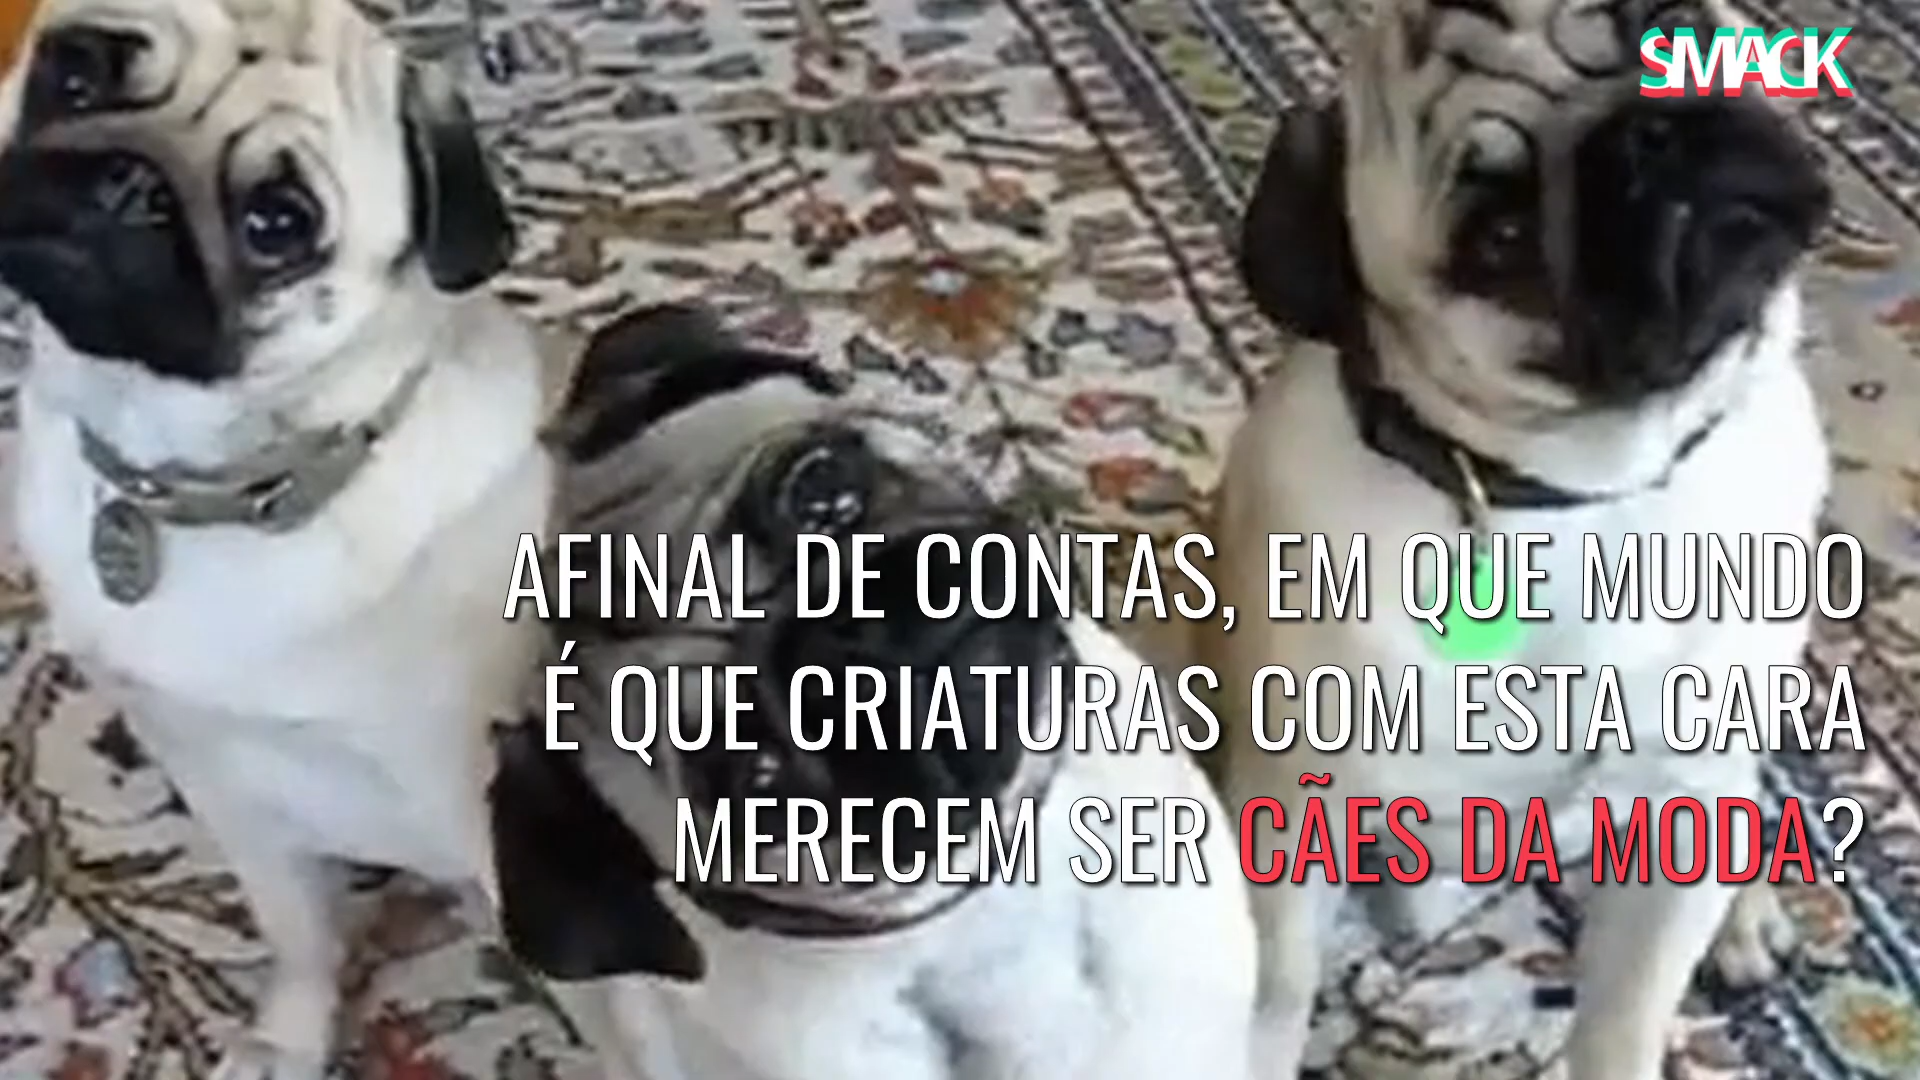 SMACK
AFINAL DE CONTAS, EM QUE MUNDO
É QUE CRIATURAS COM ESTA CARA
MERECEM SER CÃES DA MODA?